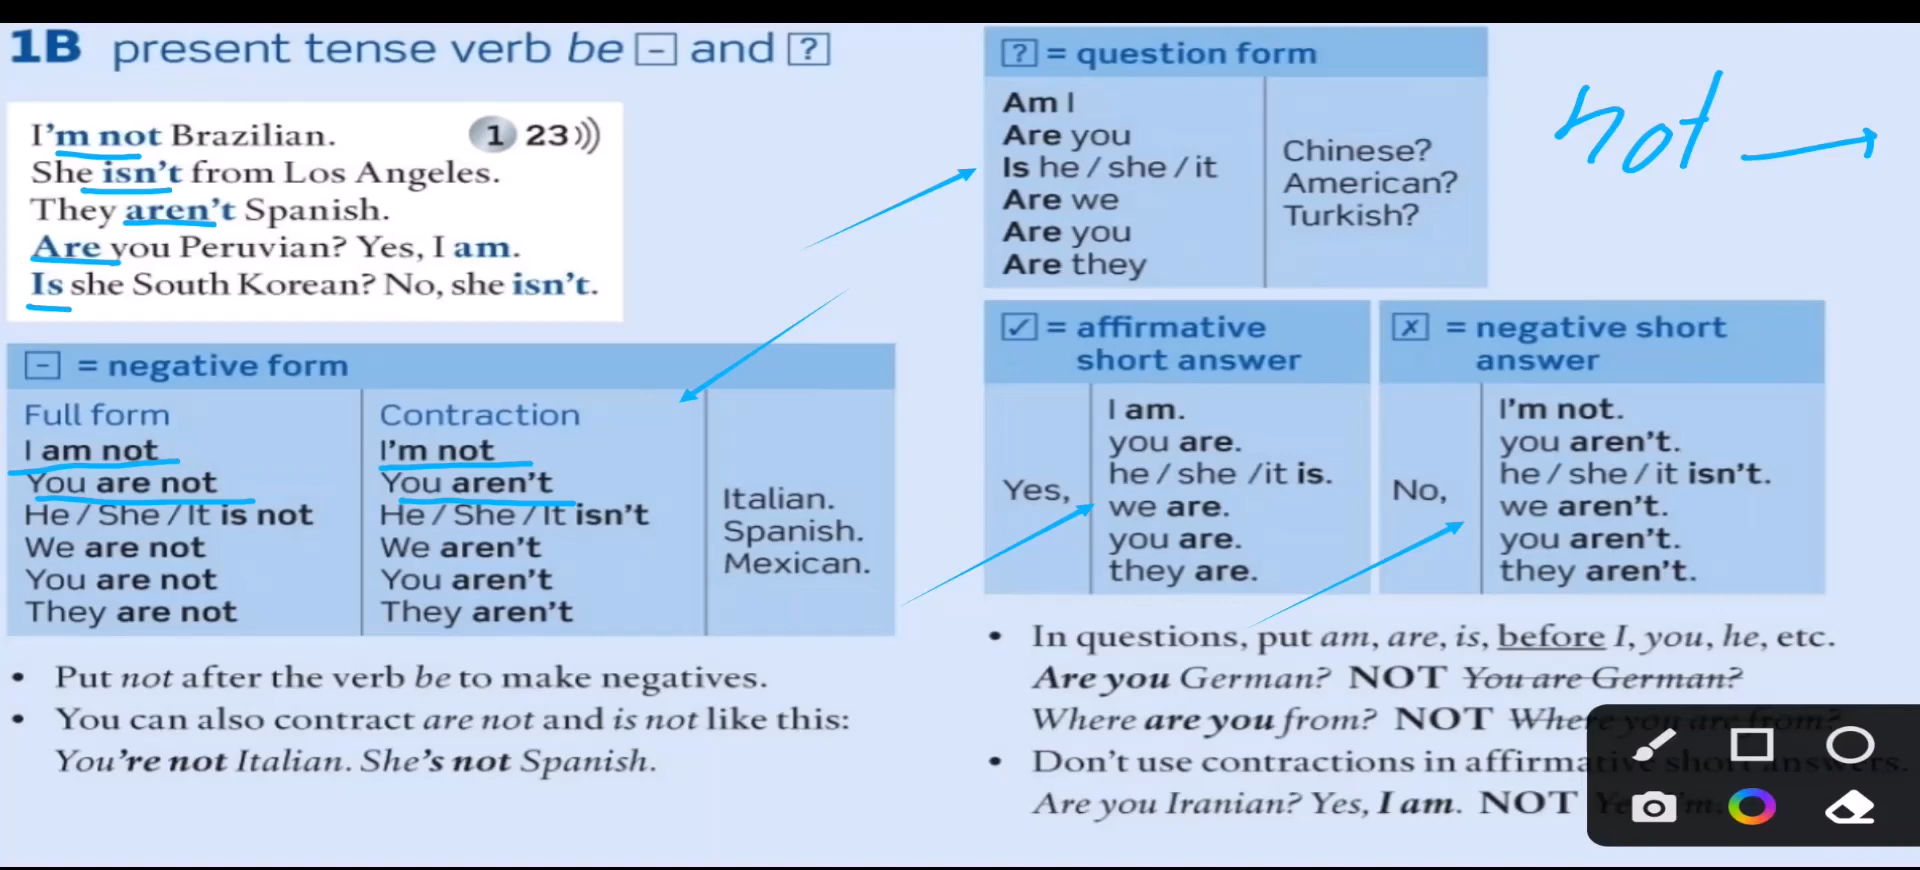 1B present tense verb be - and ?
I'm not Brazilian. 1 23
She isn't from Los Angeles.
They aren't Spanish.
Are you Peruvian? Yes, I am.
Is she South Korean? No, she isn't.
- = negative form
Full form
I am not
You are not
He / She / It is not
We are not
You are not
They are not
Contraction
I'm not
You aren't
He / She / It isn't
We aren't
You aren't
They aren't
Italian.
Spanish.
Mexican.
• Put not after the verb be to make negatives.
• You can also contract are not and is not like this:
You're not Italian. She's not Spanish.
? = question form
Am I
Are you
Is he / she / it
Are we
Are you
Are they
Chinese?
American?
Turkish?
not
✓ = affirmative
short answer
Yes,
I am.
you are.
he / she /it is.
we are.
you are.
they are.
x = negative short
answer
No,
I'm not.
you aren't.
he / she / it isn't.
we aren't.
you aren't.
they aren't.
• In questions, put am, are, is, before I, you, he, etc.
Are you German? NOT You are German?
Where are you from? NOT Where you are from?
• Don't use contractions in affirmative short answers.
Are you Iranian? Yes, I am. NOT Yes, I'm.